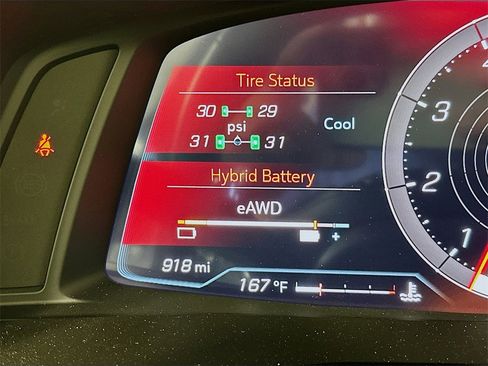 Tire Status
30 29
psi Cool
31 31
Hybrid Battery
eAWD
+
918 mi
167 °F
3
2
1